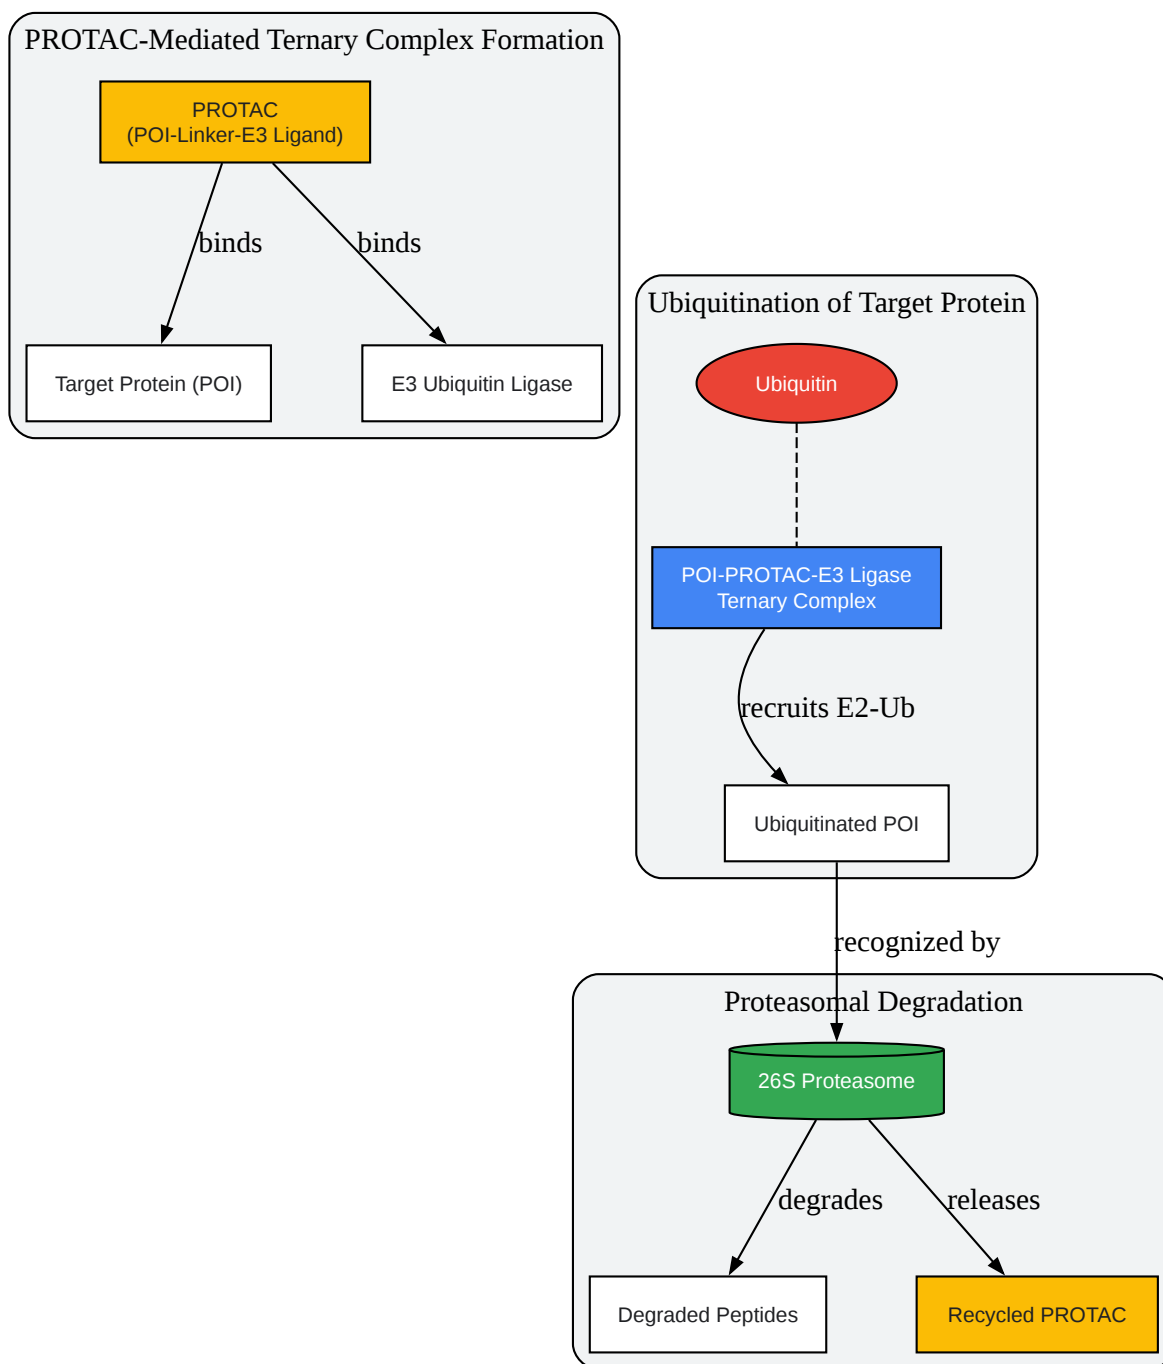 PROTAC-Mediated Ternary Complex Formation
PROTAC
(POI-Linker-E3 Ligand)
binds
binds
Target Protein (POI)
E3 Ubiquitin Ligase
Ubiquitination of Target Protein
Ubiquitin
POI-PROTAC-E3 Ligase
Ternary Complex
recruits E2-Ub
Ubiquitinated POI
recognized by
Proteasomal Degradation
26S Proteasome
degrades
releases
Degraded Peptides
Recycled PROTAC